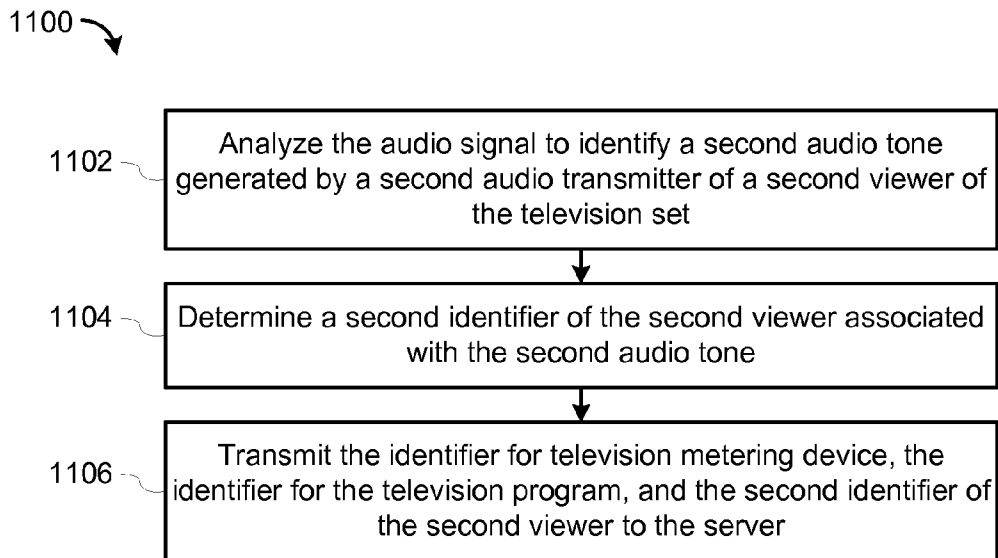 1100
1102
Analyze the audio signal to identify a second audio tone
generated by a second audio transmitter of a second viewer of
the television set
1104
Determine a second identifier of the second viewer associated
with the second audio tone
1106
Transmit the identifier for television metering device, the
identifier for the television program, and the second identifier of
the second viewer to the server